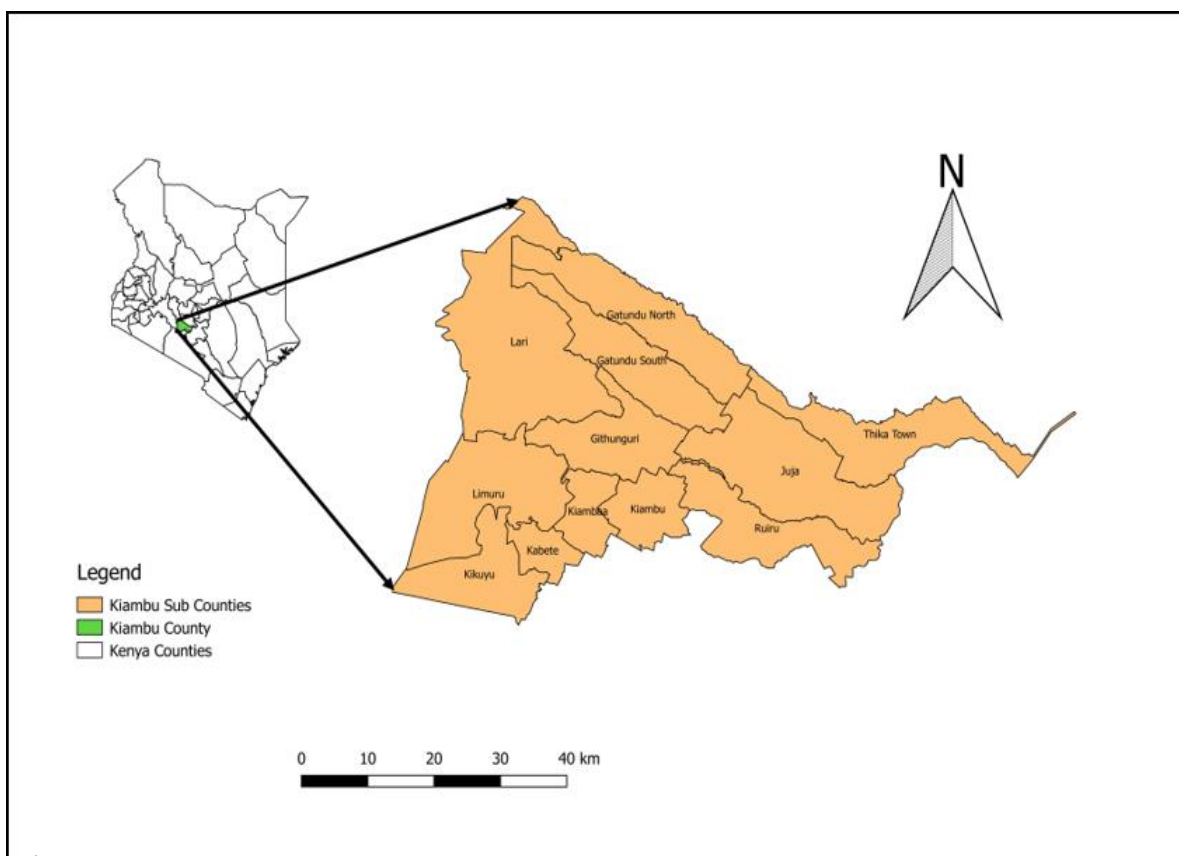 N
Gatundu North
Lari
Gatundu South
Githunguri
Thika Town
Juja
Limuru
Kiambaa
Kiambu
Ruiru
Kabete
Kikuyu
Legend
Kiambu Sub Counties
Kiambu County
Kenya Counties
0 10 20 30 40 km